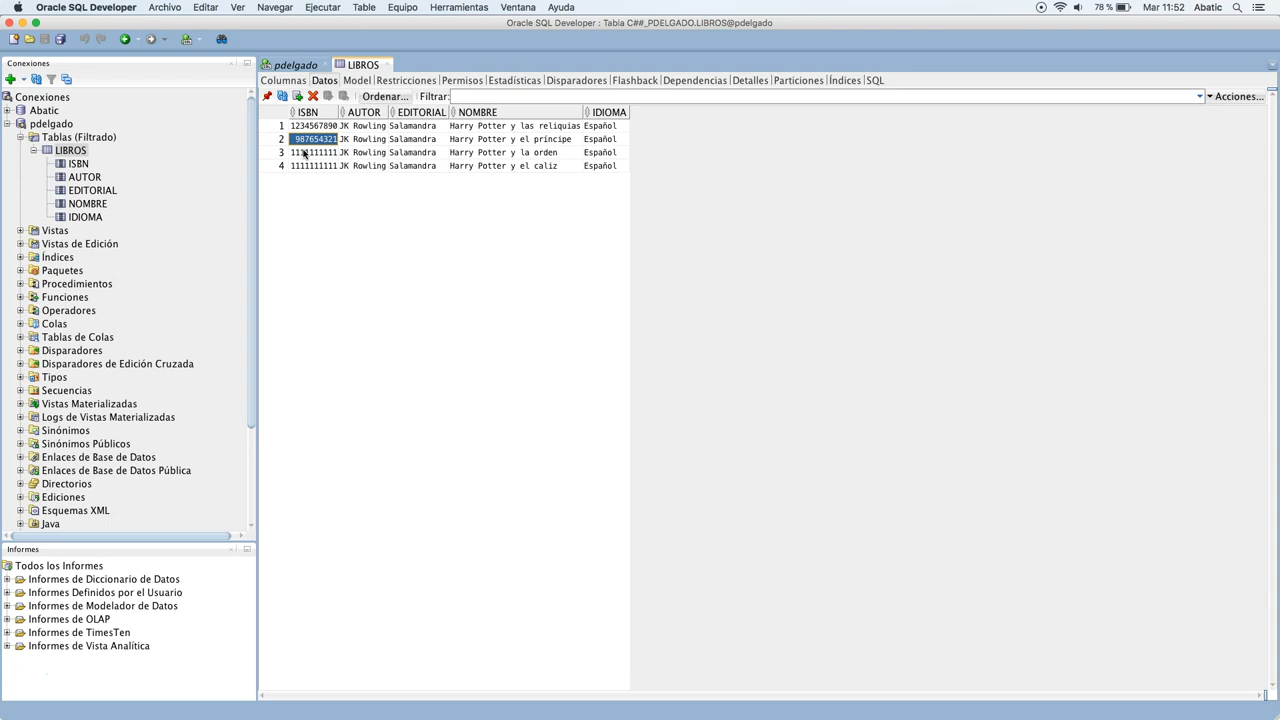 Oracle SQL Developer Archivo Editar Ver Navegar Ejecutar Table Equipo Herramientas Ventana Ayuda 78 % Mar 11:52 Abatic
Oracle SQL Developer : Tabla C##_PDELGADO.LIBROS@pdelgado
Conexiones
Conexiones
Abatic
pdelgado
Tablas (Filtrado)
LIBROS
ISBN
AUTOR
EDITORIAL
NOMBRE
IDIOMA
Vistas
Vistas de Edición
Índices
Paquetes
Procedimientos
Funciones
Operadores
Colas
Tablas de Colas
Disparadores
Disparadores de Edición Cruzada
Tipos
Secuencias
Vistas Materializadas
Logs de Vistas Materializadas
Sinónimos
Sinónimos Públicos
Enlaces de Base de Datos
Enlaces de Base de Datos Pública
Directorios
Ediciones
Esquemas XML
Java
Informes
Todos los Informes
Informes de Diccionario de Datos
Informes Definidos por el Usuario
Informes de Modelador de Datos
Informes de OLAP
Informes de TimesTen
Informes de Vista Analítica
pdelgado LIBROS
Columnas Datos Model Restricciones Permisos Estadísticas Disparadores Flashback Dependencias Detalles Particiones Índices SQL
Ordenar... Filtrar: Acciones...
ISBN AUTOR EDITORIAL NOMBRE IDIOMA
1 1234567890 JK Rowling Salamandra Harry Potter y las reliquias Español
2 987654321 JK Rowling Salamandra Harry Potter y el príncipe Español
3 1111111111 JK Rowling Salamandra Harry Potter y la orden Español
4 1111111111 JK Rowling Salamandra Harry Potter y el caliz Español